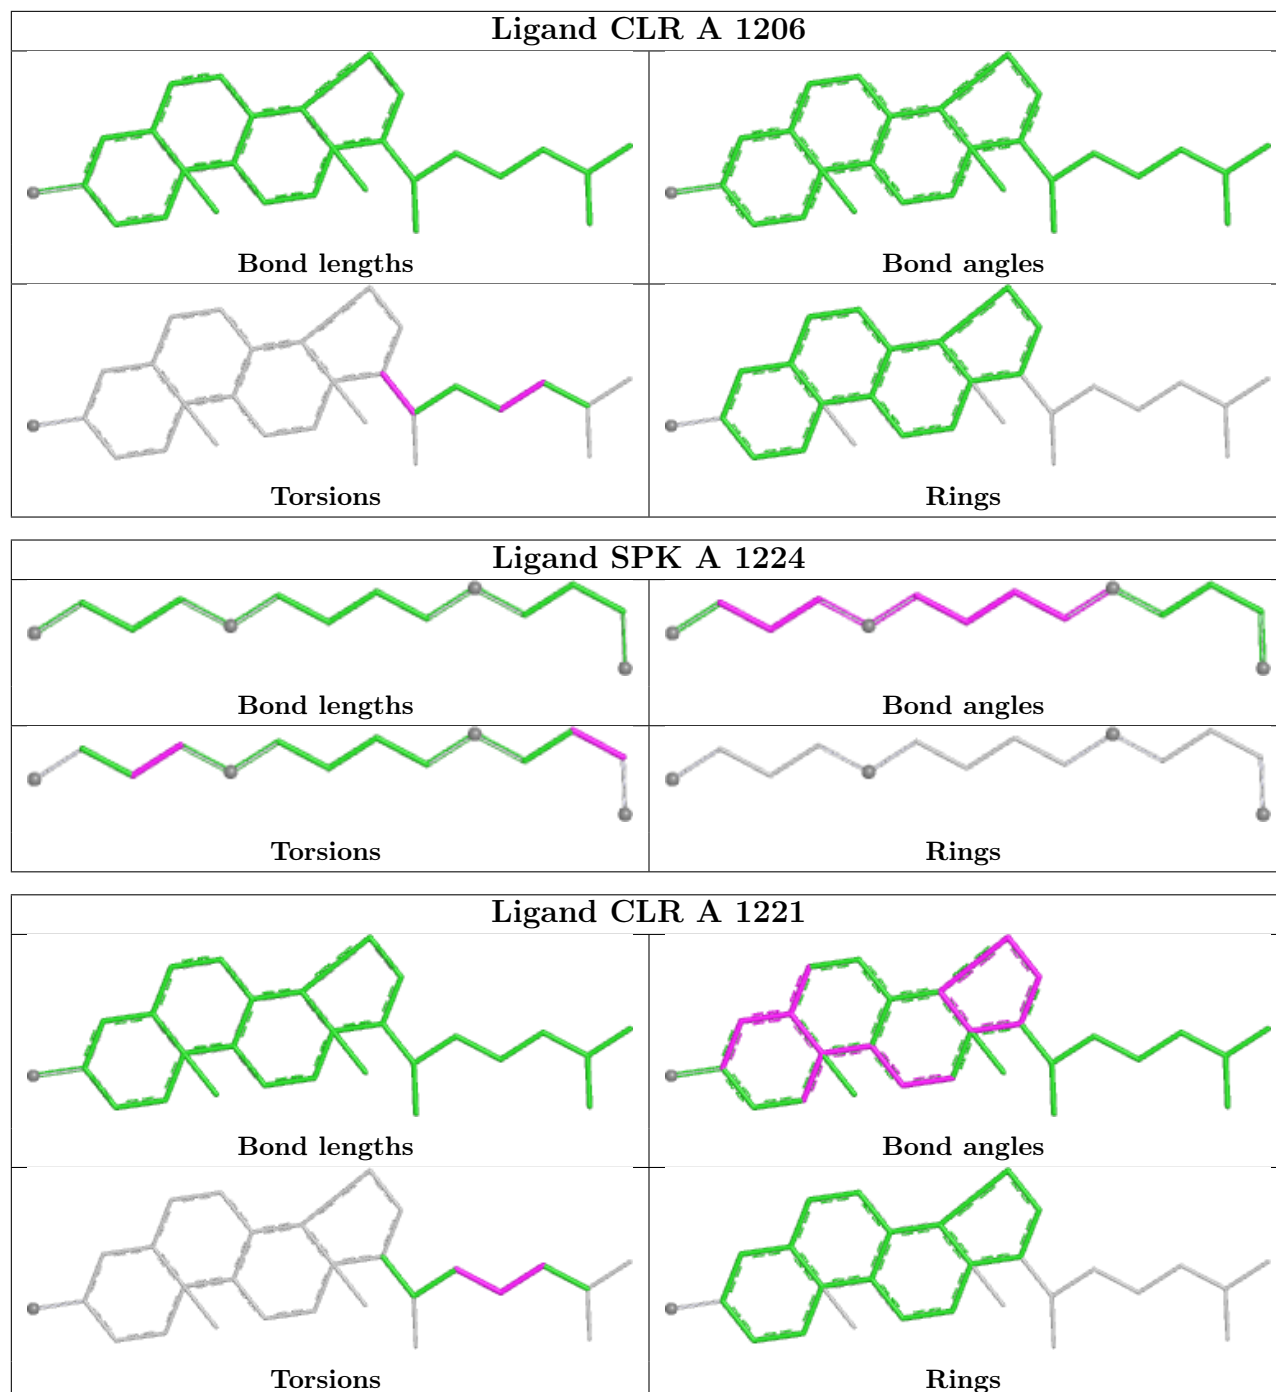 Ligand CLR A 1206
Bond lengths
Bond angles
Torsions
Rings
Ligand SPK A 1224
Bond lengths
Bond angles
Torsions
Rings
Ligand CLR A 1221
Bond lengths
Bond angles
Torsions
Rings